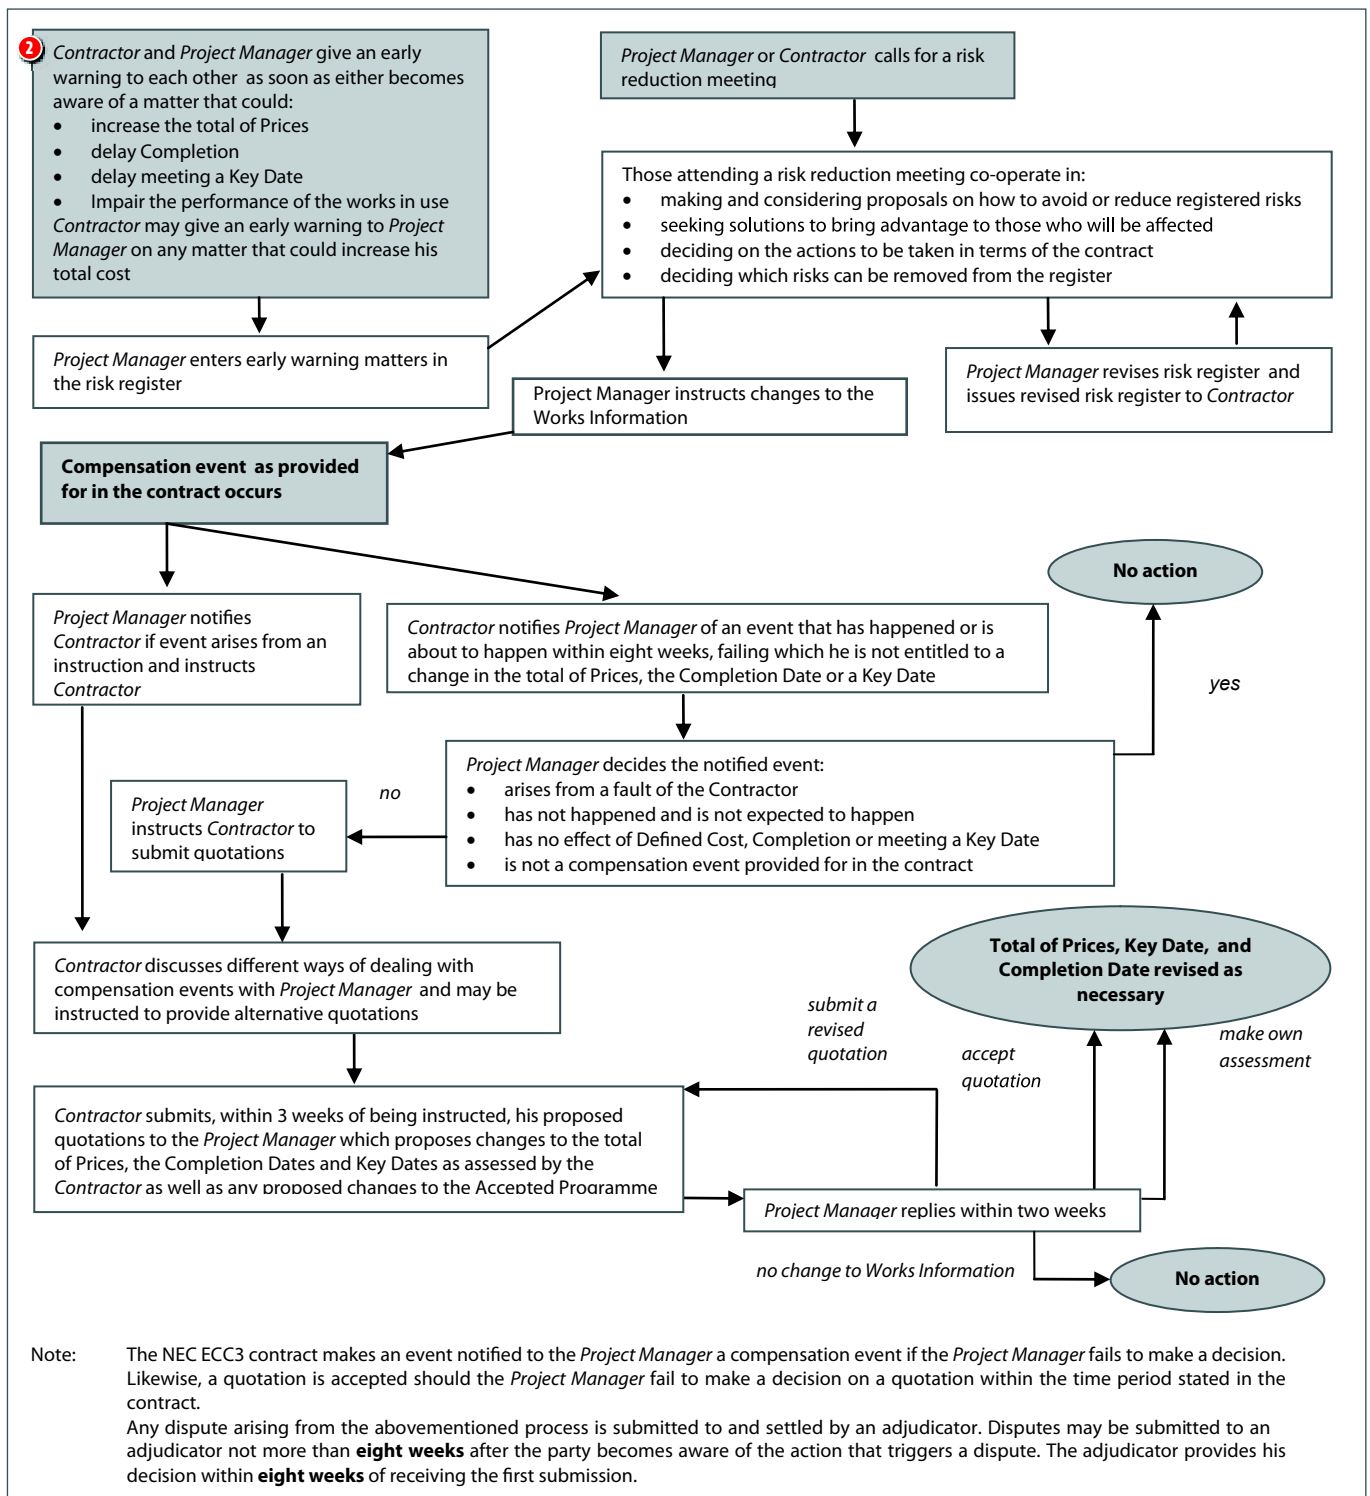 2
Contractor and Project Manager give an early
warning to each other as soon as either becomes
aware of a matter that could:
• increase the total of Prices
• delay Completion
• delay meeting a Key Date
• Impair the performance of the works in use
Contractor may give an early warning to Project
Manager on any matter that could increase his
total cost
Project Manager or Contractor calls for a risk
reduction meeting
Those attending a risk reduction meeting co-operate in:
• making and considering proposals on how to avoid or reduce registered risks
• seeking solutions to bring advantage to those who will be affected
• deciding on the actions to be taken in terms of the contract
• deciding which risks can be removed from the register
Project Manager enters early warning matters in
the risk register
Project Manager instructs changes to the
Works Information
Project Manager revises risk register and
issues revised risk register to Contractor
Compensation event as provided
for in the contract occurs
No action
Project Manager notifies
Contractor if event arises from an
instruction and instructs
Contractor
Contractor notifies Project Manager of an event that has happened or is
about to happen within eight weeks, failing which he is not entitled to a
change in the total of Prices, the Completion Date or a Key Date
yes
Project Manager decides the notified event:
• arises from a fault of the Contractor
• has not happened and is not expected to happen
• has no effect of Defined Cost, Completion or meeting a Key Date
• is not a compensation event provided for in the contract
no
Project Manager
instructs Contractor to
submit quotations
Contractor discusses different ways of dealing with
compensation events with Project Manager and may be
instructed to provide alternative quotations
Total of Prices, Key Date, and
Completion Date revised as
necessary
submit a
revised
quotation
accept
quotation
make own
assessment
Contractor submits, within 3 weeks of being instructed, his proposed
quotations to the Project Manager which proposes changes to the total
of Prices, the Completion Dates and Key Dates as assessed by the
Contractor as well as any proposed changes to the Accepted Programme
Project Manager replies within two weeks
no change to Works Information
No action
Note: The NEC ECC3 contract makes an event notified to the Project Manager a compensation event if the Project Manager fails to make a decision.
Likewise, a quotation is accepted should the Project Manager fail to make a decision on a quotation within the time period stated in the
contract.
Any dispute arising from the abovementioned process is submitted to and settled by an adjudicator. Disputes may be submitted to an
adjudicator not more than eight weeks after the party becomes aware of the action that triggers a dispute. The adjudicator provides his
decision within eight weeks of receiving the first submission.